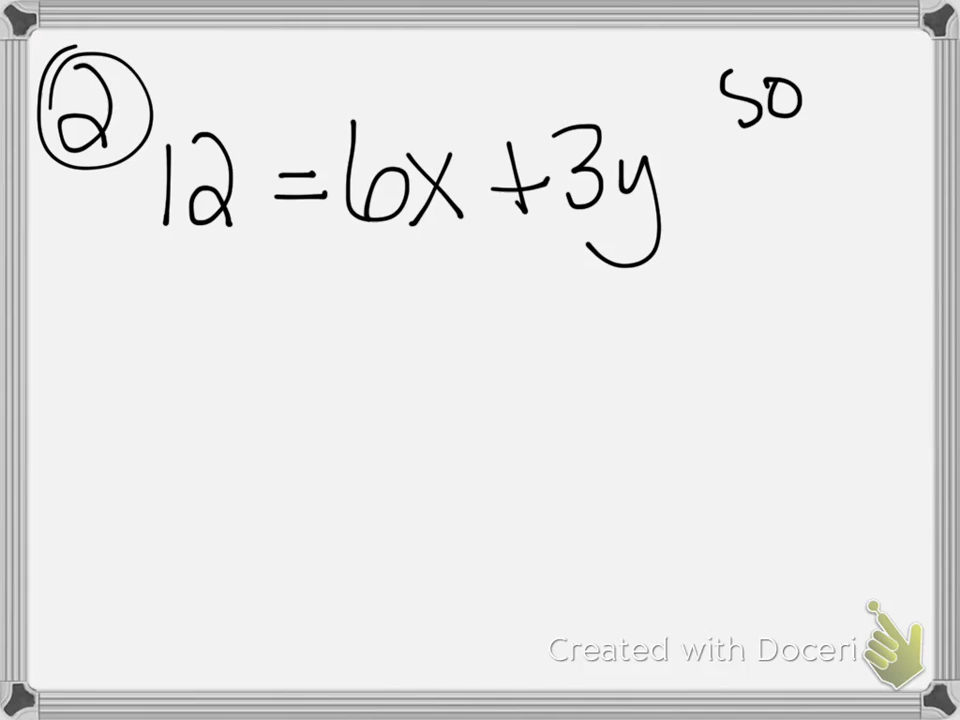 ②
12 = 6x + 3y
so
Created with Doceri